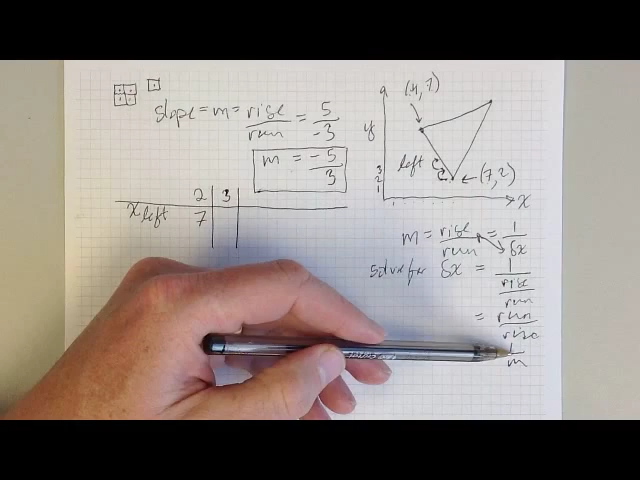 slope = m = rise/run = 5/-3
m = -5/3
2 3
x left 7
(4, 7)
y
left
3
2
1
(7, 2)
x
m = rise/run = 1/δx
solve for δx = 1/(rise/run)
= run/rise
1/m